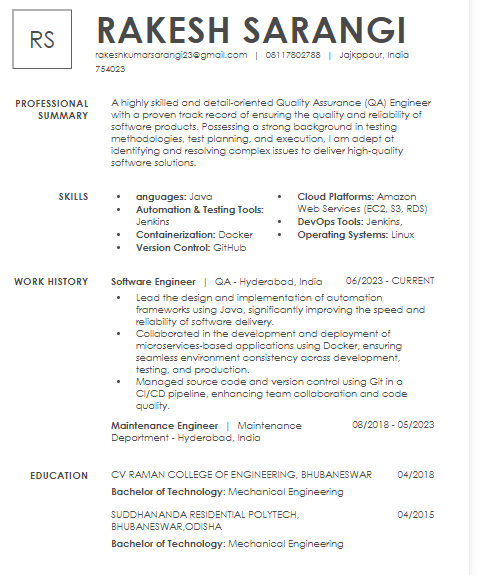 RS
RAKESH SARANGI
rakeshkumarsarangi23@gmail.com | 08117802788 | Jajkppour, India
754023
PROFESSIONAL
SUMMARY
A highly skilled and detail-oriented Quality Assurance (QA) Engineer
with a proven track record of ensuring the quality and reliability of
software products. Possessing a strong background in testing
methodologies, test planning, and execution, I am adept at
identifying and resolving complex issues to deliver high-quality
software solutions.
SKILLS
• anguages: Java
• Automation & Testing Tools:
Jenkins
• Containerization: Docker
• Version Control: GitHub
• Cloud Platforms: Amazon
Web Services (EC2, S3, RDS)
• DevOps Tools: Jenkins,
• Operating Systems: Linux
WORK HISTORY
Software Engineer | QA - Hyderabad, India 06/2023 - CURRENT
• Lead the design and implementation of automation
frameworks using Java, significantly improving the speed and
reliability of software delivery.
• Collaborated in the development and deployment of
microservices-based applications using Docker, ensuring
seamless environment consistency across development,
testing, and production.
• Managed source code and version control using Git in a
CI/CD pipeline, enhancing team collaboration and code
quality.
Maintenance Engineer | Maintenance 08/2018 - 05/2023
Department - Hyderabad, India
EDUCATION
CV RAMAN COLLEGE OF ENGINEERING, BHUBANESWAR 04/2018
Bachelor of Technology: Mechanical Engineering
SUDDHANANDA RESIDENTIAL POLYTECH, 04/2015
BHUBANESWAR,ODISHA
Bachelor of Technology: Mechanical Engineering